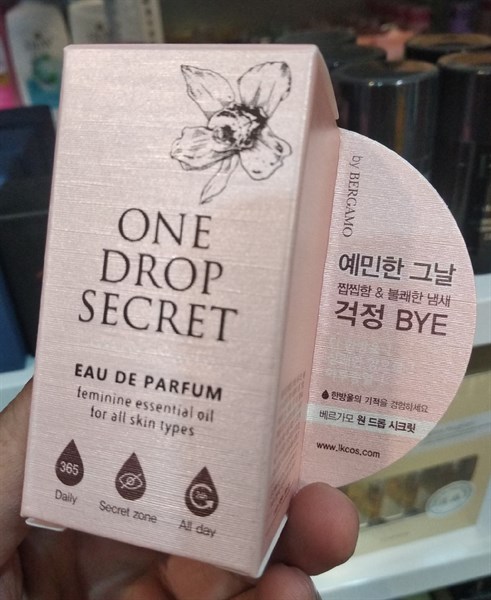 ONE
DROP
SECRET
EAU DE PARFUM
feminine essential oil
for all skin types
365
Daily
Secret zone
All day
by BERGAMO
예민한 그날
찝찝함 & 불쾌한 냄새
걱정 BYE
한방울의 기적을 경험하세요
베르가모 원 드롭 시크릿
www.lkcos.com